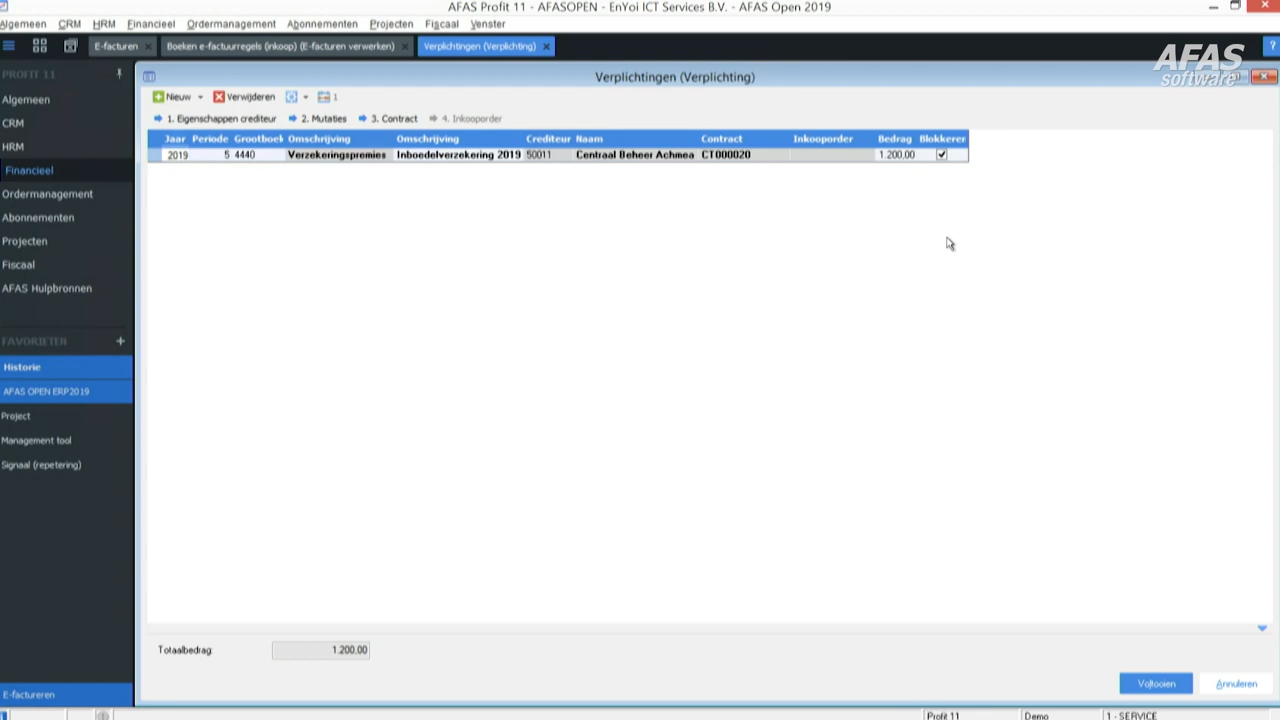 AFAS Profit 11 - AFASOPEN - EnYoi ICT Services B.V. - AFAS Open 2019
Algemeen CRM HRM Financieel Ordermanagement Abonnementen Projecten Fiscaal Venster
E-facturen Boeken e-factuurregels (inkoop) (E-facturen verwerken) Verplichtingen (Verplichting) ?
AFAS
software
PROFIT 11
Verplichtingen (Verplichting)
Algemeen
CRM
HRM
Financieel
Ordermanagement
Abonnementen
Projecten
Fiscaal
AFAS Hulpbronnen
FAVORIETEN +
Historie
AFAS OPEN ERP2019
Project
Management tool
Signaal (repetering)
E-factureren
Nieuw Verwijderen 1
1. Eigenschappen crediteur 2. Mutaties 3. Contract 4. Inkooporder
Jaar Periode Grootboek Omschrijving Omschrijving Crediteur Naam Contract Inkooporder Bedrag Blokkerer
2019 5 4440 Verzekeringspremies Inboedelverzekering 2019 50011 Centraal Beheer Achmea CT000020 1.200,00
Totaalbedrag: 1.200,00
Voltooien Annuleren
Profit 11 Demo 1 - SERVICE